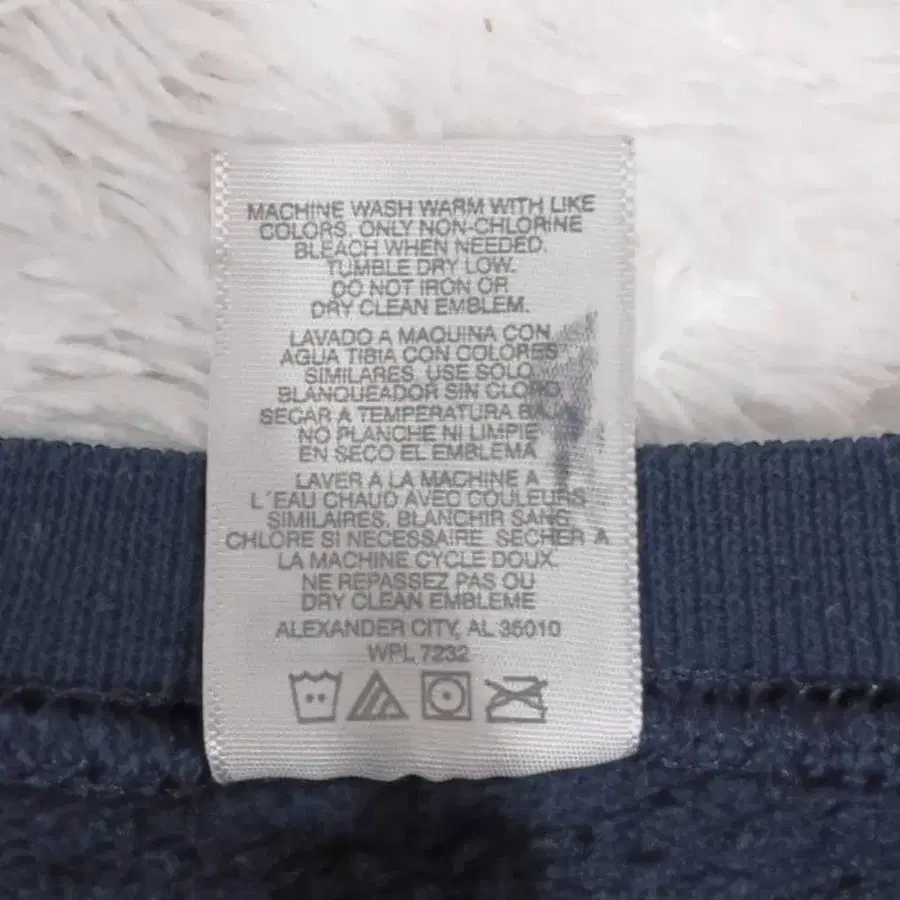 MACHINE WASH WARM WITH LIKE
COLORS. ONLY NON-CHLORINE
BLEACH WHEN NEEDED.
TUMBLE DRY LOW.
DO NOT IRON OR
DRY CLEAN EMBLEM.
LAVADO A MAQUINA CON
AGUA TIBIA CON COLORES
SIMILARES. USE SOLO
BLANQUEADOR SIN CLORO.
SECAR A TEMPERATURA BAJA
NO PLANCHE NI LIMPIE
EN SECO EL EMBLEMA
LAVER A LA MACHINE A
L'EAU CHAUD AVEC COULEURS
SIMILAIRES. BLANCHIR SANS
CHLORE SI NECESSAIRE. SECHER A
LA MACHINE CYCLE DOUX.
NE REPASSEZ PAS OU
DRY CLEAN EMBLEME
ALEXANDER CITY, AL 35010
WPL 7232